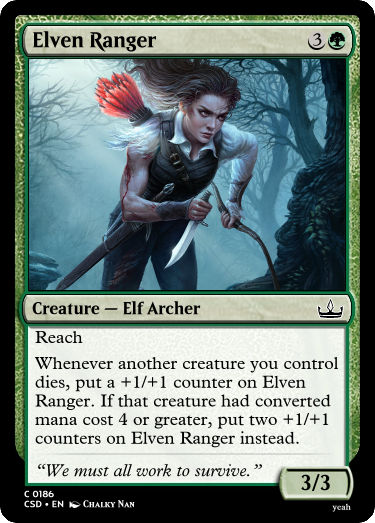 Elven Ranger 3
Creature — Elf Archer
Reach
Whenever another creature you control
dies, put a +1/+1 counter on Elven
Ranger. If that creature had converted
mana cost 4 or greater, put two +1/+1
counters on Elven Ranger instead.
“We must all work to survive.”
3/3
C 0186
CSD • EN Chalky Nan
yeah